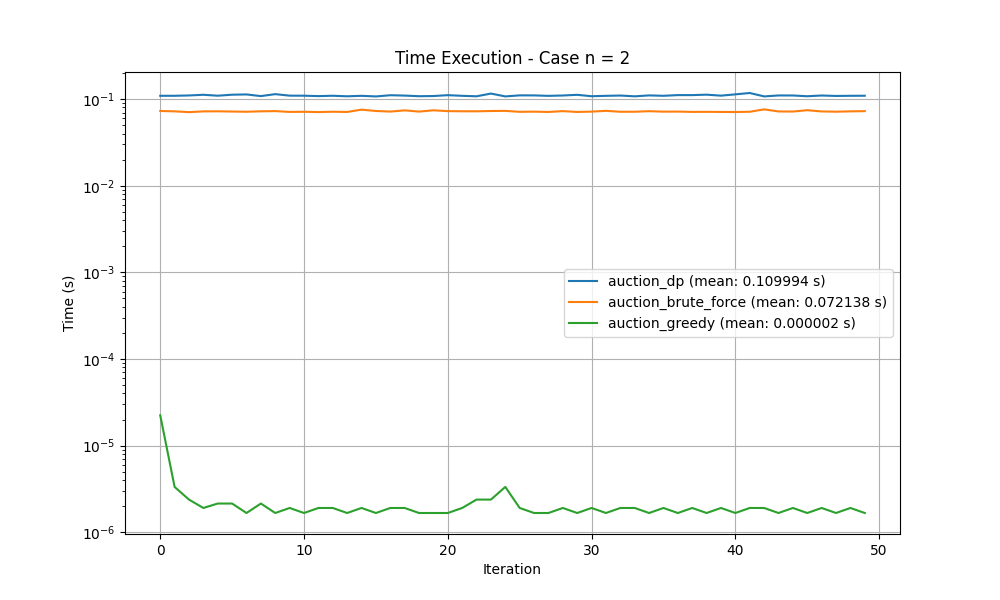 Time Execution - Case n = 2
Time (s)
10⁻¹
10⁻²
10⁻³
10⁻⁴
10⁻⁵
10⁻⁶
auction_dp (mean: 0.109994 s)
auction_brute_force (mean: 0.072138 s)
auction_greedy (mean: 0.000002 s)
0 10 20 30 40 50
Iteration